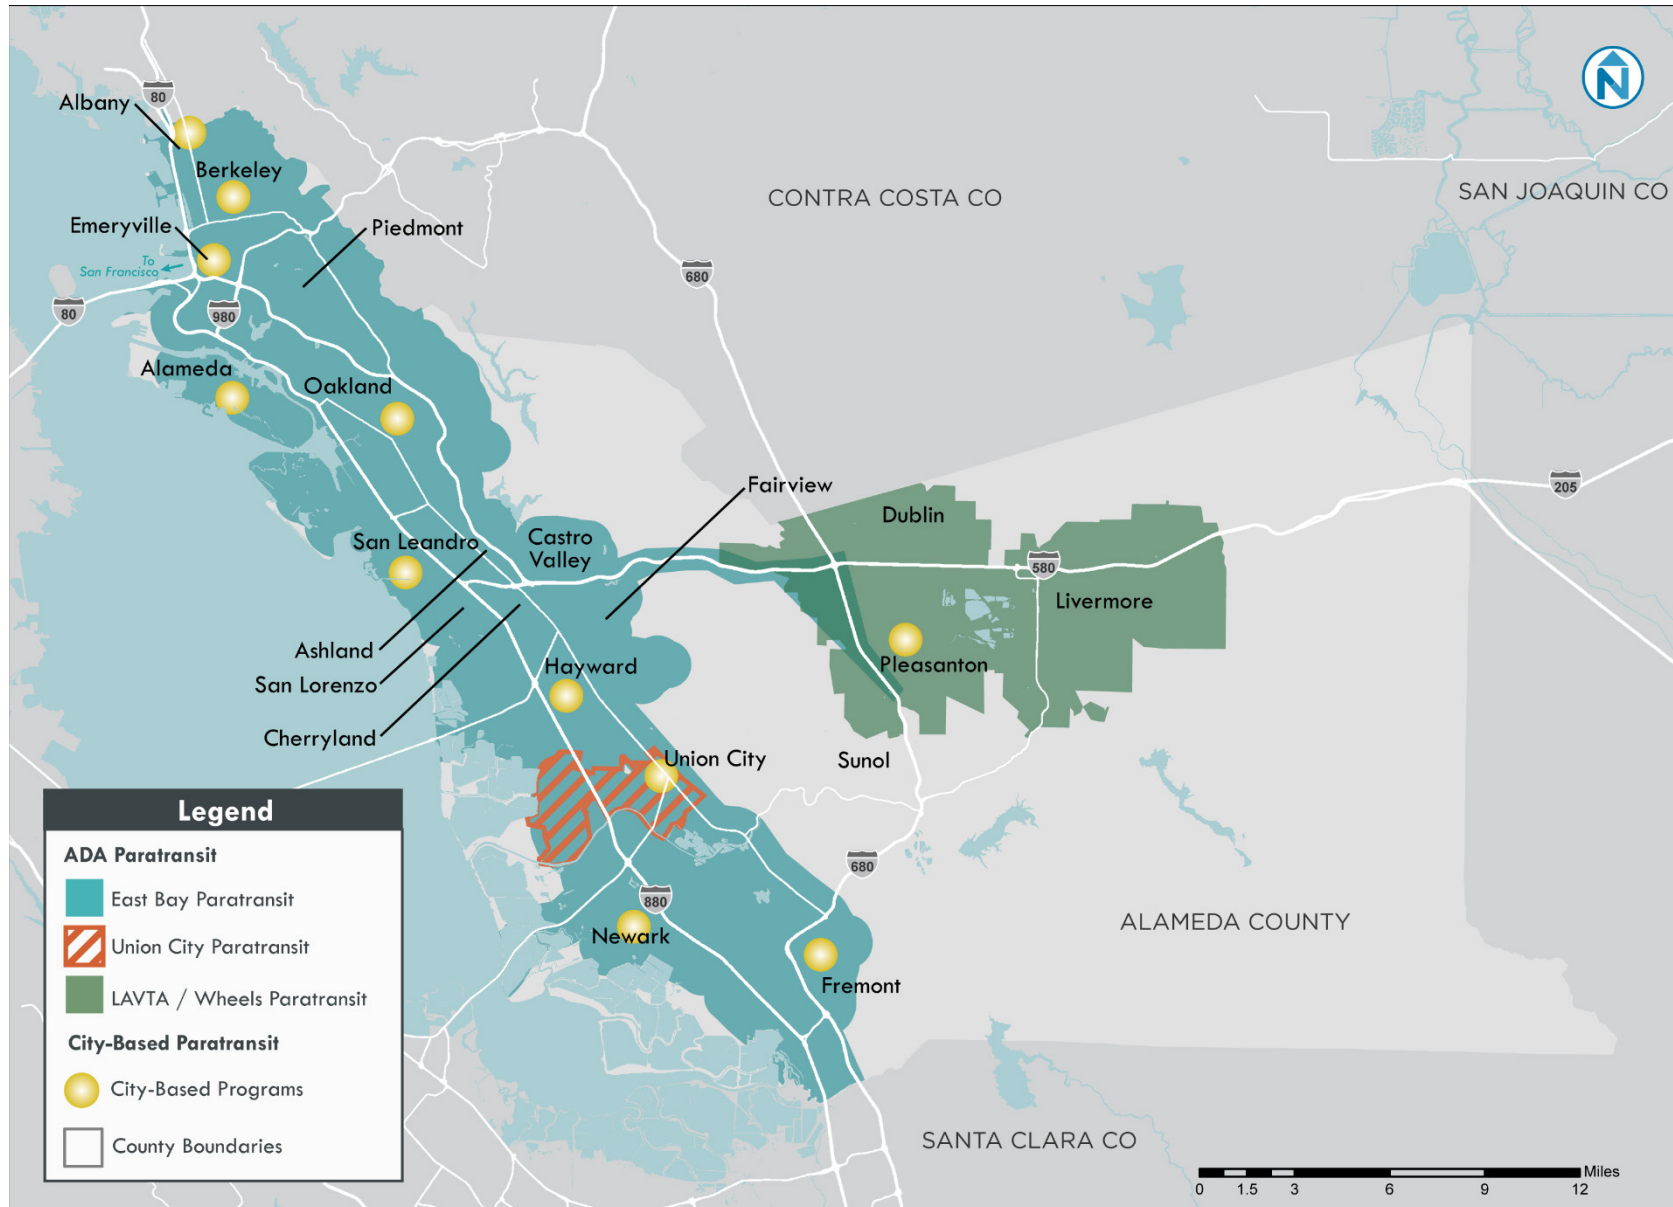 80
Albany
Berkeley
Emeryville
Piedmont
To
San Francisco
80
980
Alameda
Oakland
CONTRA COSTA CO
SAN JOAQUIN CO
N
680
Fairview
Dublin
205
San Leandro
Castro
Valley
580
Livermore
Ashland
San Lorenzo
Hayward
Pleasanton
Cherryland
Union City
Sunol
680
880
Newark
Fremont
ALAMEDA COUNTY
SANTA CLARA CO
Legend
ADA Paratransit
East Bay Paratransit
Union City Paratransit
LAVTA / Wheels Paratransit
City-Based Paratransit
City-Based Programs
County Boundaries
Miles
0 1.5 3 6 9 12